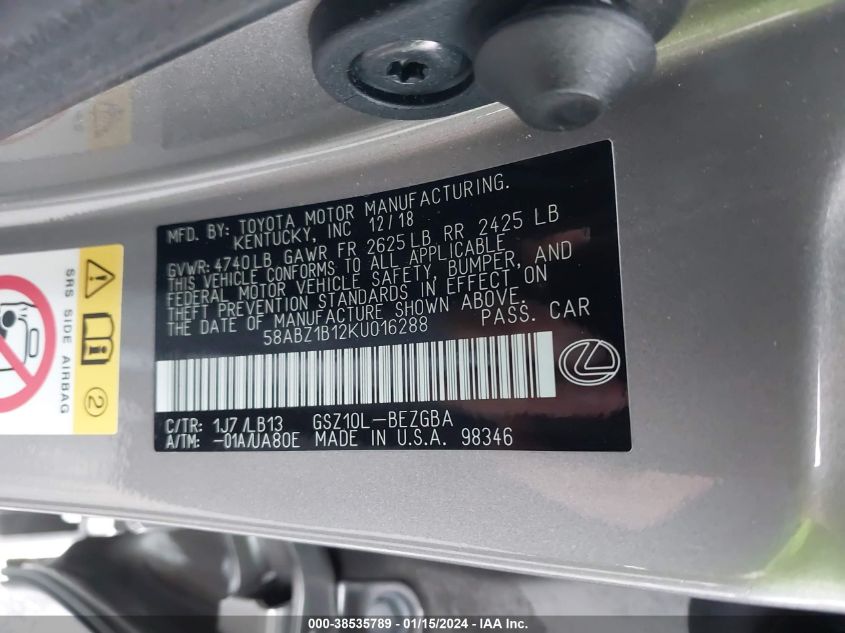 MFD. BY: TOYOTA MOTOR MANUFACTURING.
KENTUCKY, INC 12/18
GVWR: 4740LB GAWR FR 2625LB RR 2425 LB
THIS VEHICLE CONFORMS TO ALL APPLICABLE
FEDERAL MOTOR VEHICLE SAFETY, BUMPER, AND
THEFT PREVENTION STANDARDS IN EFFECT ON
THE DATE OF MANUFACTURE SHOWN ABOVE.
58ABZ1B12KU016288 PASS. CAR
C/TR: 1J7 /LB13 GSZ10L-BEZGBA
A/TM: -01A/UA80E MADE IN U.S.A. 98346
SRS SIDE AIRBAG
2
000-38535789 - 01/15/2024 - IAA, Inc.